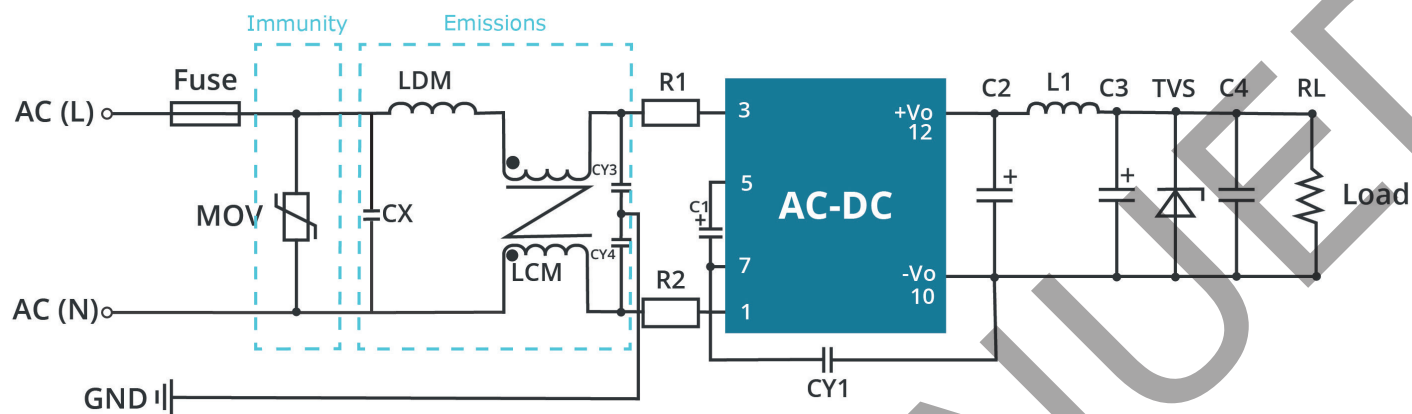 Immunity
Emissions
Fuse
LDM
R1
C2
L1
C3
TVS
C4
RL
AC (L)
3
+Vo
12
+
+
CY3
5
MOV
CX
C1
+
AC-DC
Load
CY4
LCM
7
-Vo
10
R2
AC (N)
1
CY1
GND